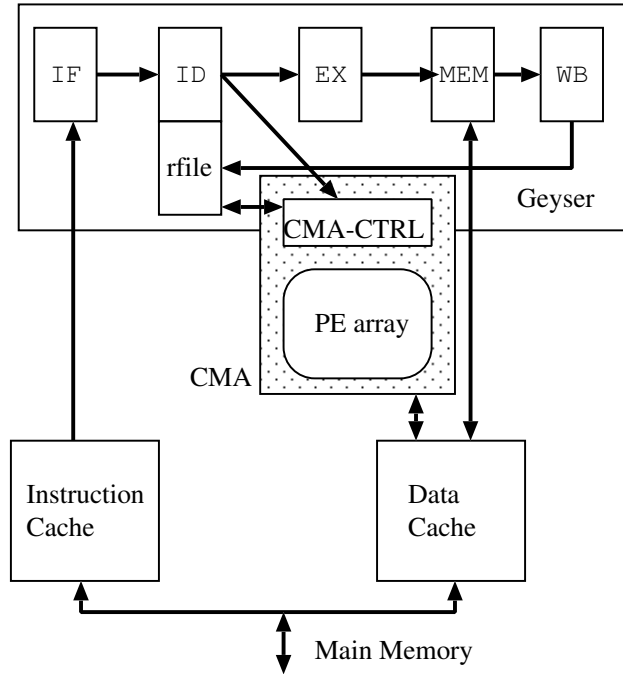 IF
ID
EX
MEM
WB
rfile
Geyser
CMA-CTRL
PE array
CMA
Instruction
Cache
Data
Cache
Main Memory